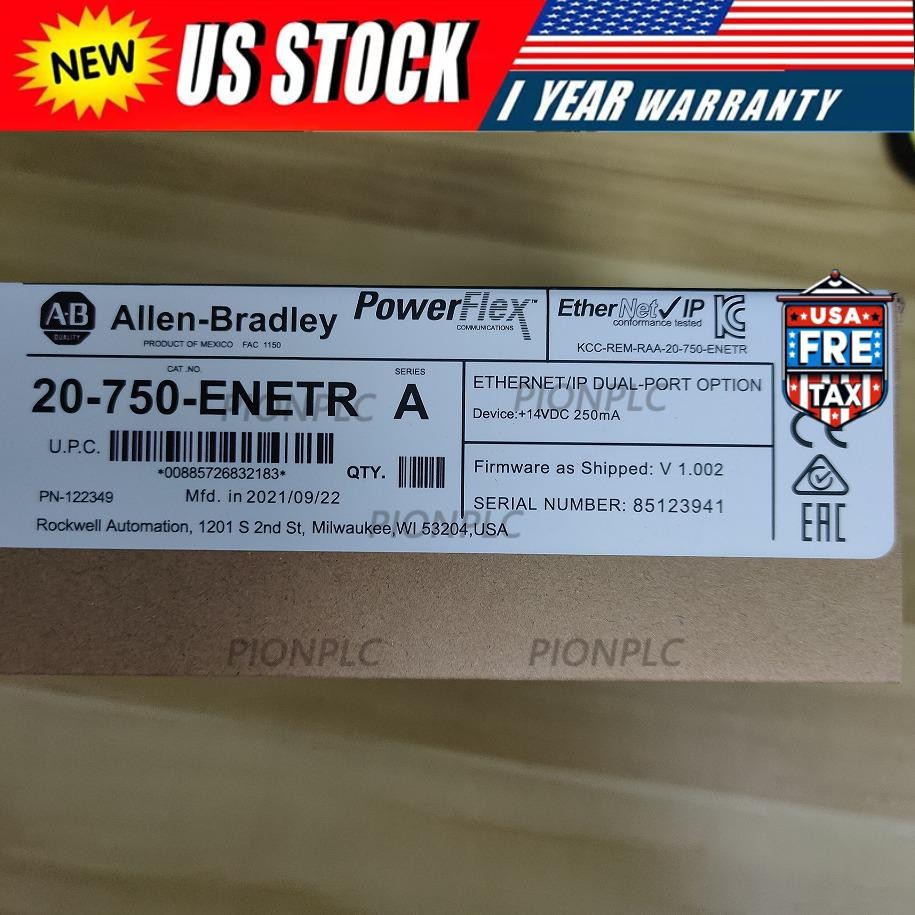 NEW
US STOCK
1 YEAR WARRANTY
A·B
QUALITY
Allen-Bradley
PRODUCT OF MEXICO FAC 1150
PowerFlex™
COMMUNICATIONS
EtherNet✓IP
conformance tested
KCC-REM-RAA-20-750-ENETR
USA
FRE
TAX
CAT .NO. SERIES
20-750-ENETR A
ETHERNET/IP DUAL-PORT OPTION
Device:+14VDC 250mA
CE
U.P.C.
*00885726832183*
QTY.
Firmware as Shipped: V 1.002
PN-122349 Mfd. in 2021/09/22
SERIAL NUMBER: 85123941
EAC
Rockwell Automation, 1201 S 2nd St, Milwaukee,WI 53204,USA
PIONPLC PIONPLC
PIONPLC
PIONPLC PIONPLC